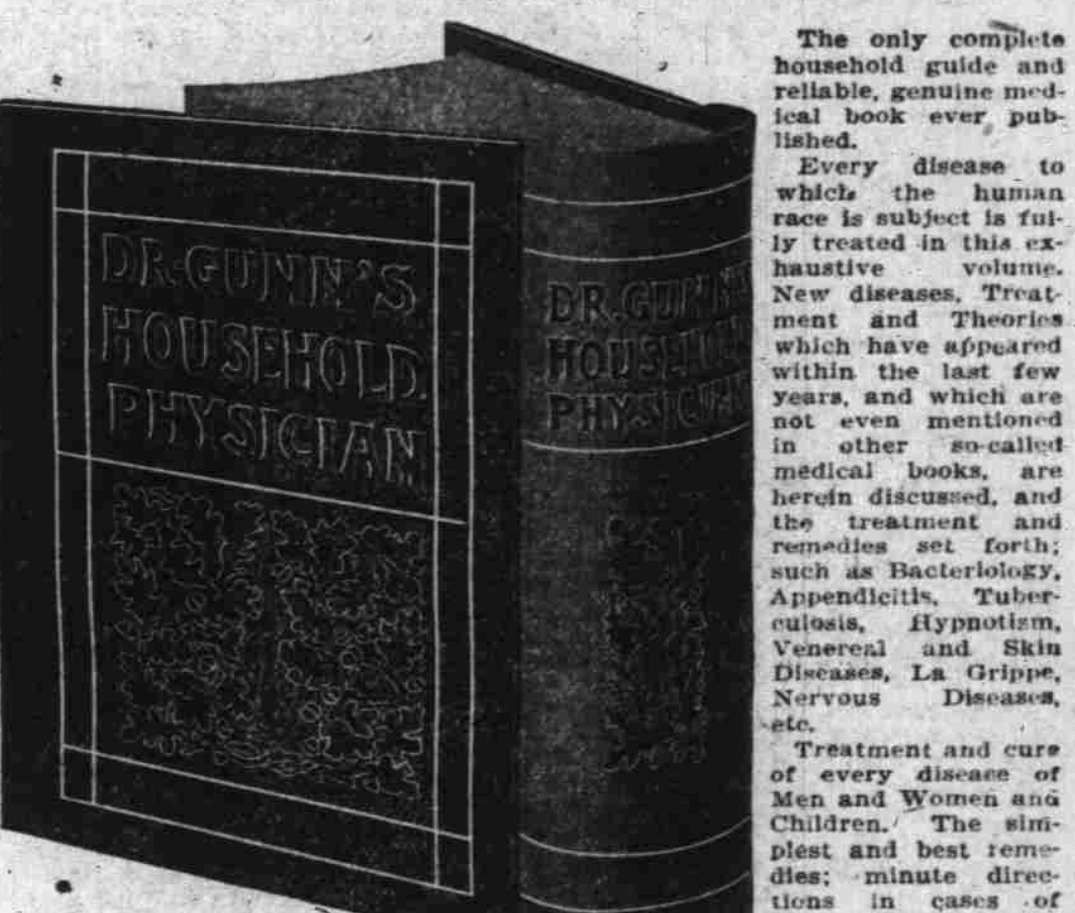 DR. GUNN'S
HOUSEHOLD
PHYSICIAN
DR. GUNN'S
HOUSEHOLD
PHYSICIAN
The only complete
household guide and
reliable, genuine med-
ical book ever pub-
lished.
Every disease to
which the human
race is subject is ful-
ly treated in this ex-
haustive volume.
New diseases, Treat-
ment and Theories
which have appeared
within the last few
years, and which are
not even mentioned
in other so-called
medical books, are
herein discussed, and
the treatment and
remedies set forth;
such as Bacteriology,
Appendicitis, Tuber-
culosis, Hypnotism,
Venereal and Skin
Diseases, La Grippe,
Nervous Diseases,
etc.
Treatment and cure
of every disease of
Men and Women and
Children. The sim-
plest and best reme-
dies; minute direc-
tions in cases of